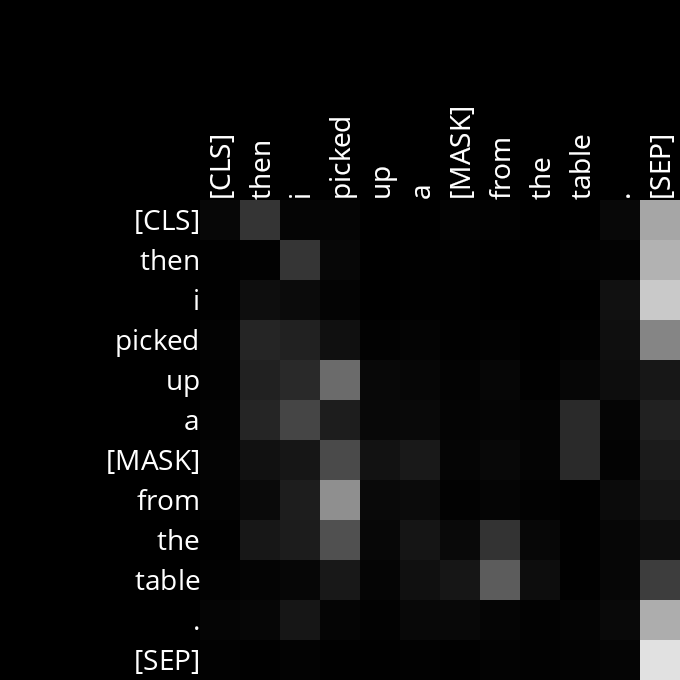 [CLS] then i picked up a [MASK] from the table . [SEP]
[CLS]
then
i
picked
up
a
[MASK]
from
the
table
.
[SEP]